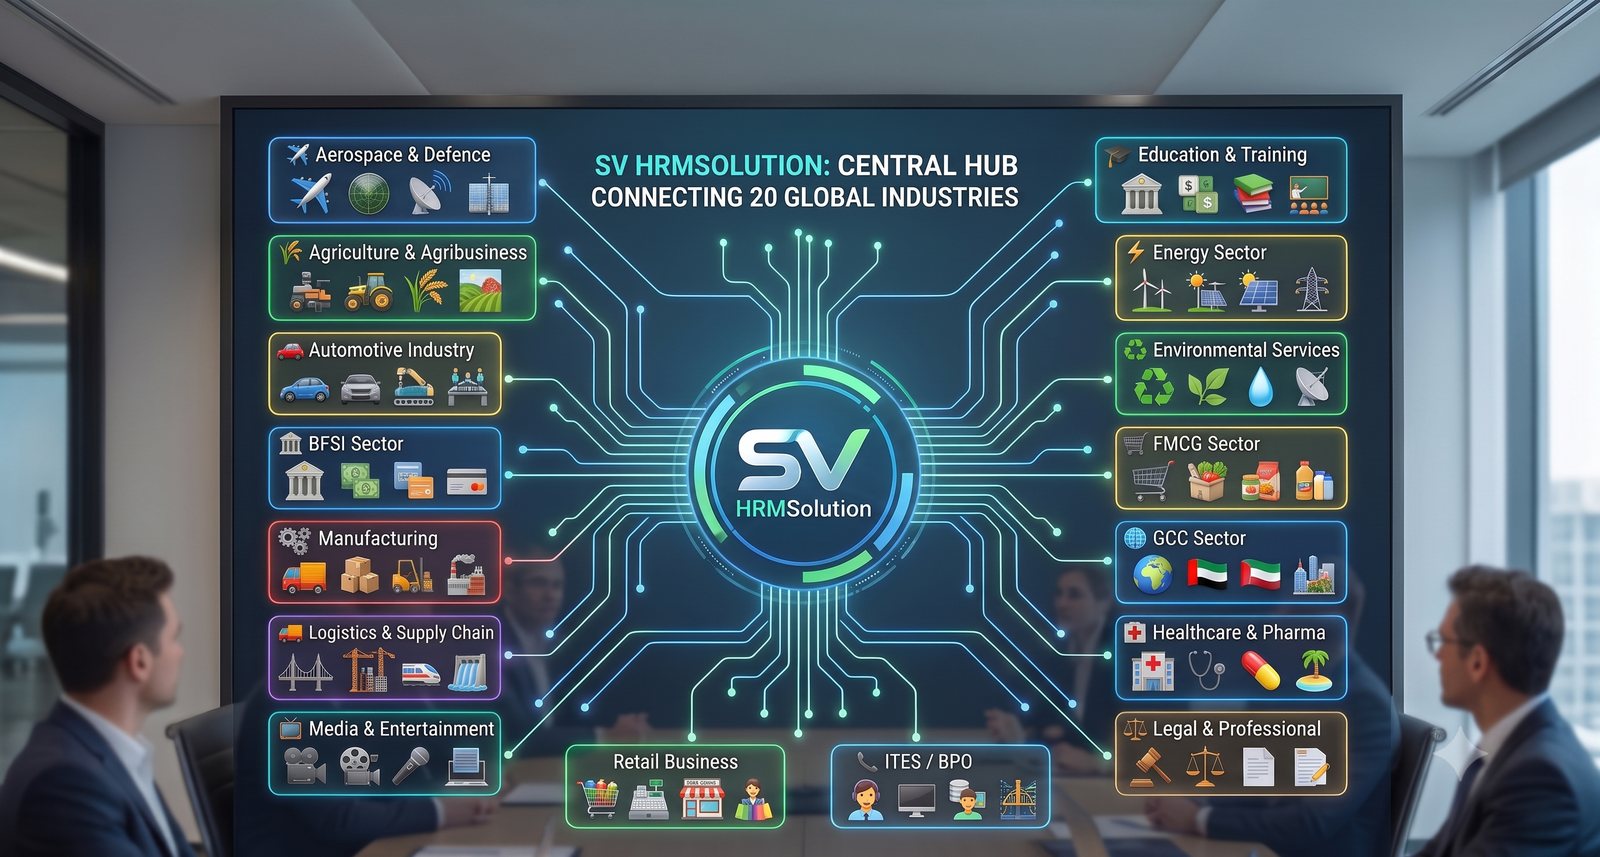 SV HRMSOLUTION: CENTRAL HUB
CONNECTING 20 GLOBAL INDUSTRIES
Aerospace & Defence
Agriculture & Agribusiness
Automotive Industry
BFSI Sector
Manufacturing
Logistics & Supply Chain
Media & Entertainment
SV
HRMSolution
Retail Business
ITES / BPO
Education & Training
Energy Sector
Environmental Services
FMCG Sector
GCC Sector
Healthcare & Pharma
Legal & Professional